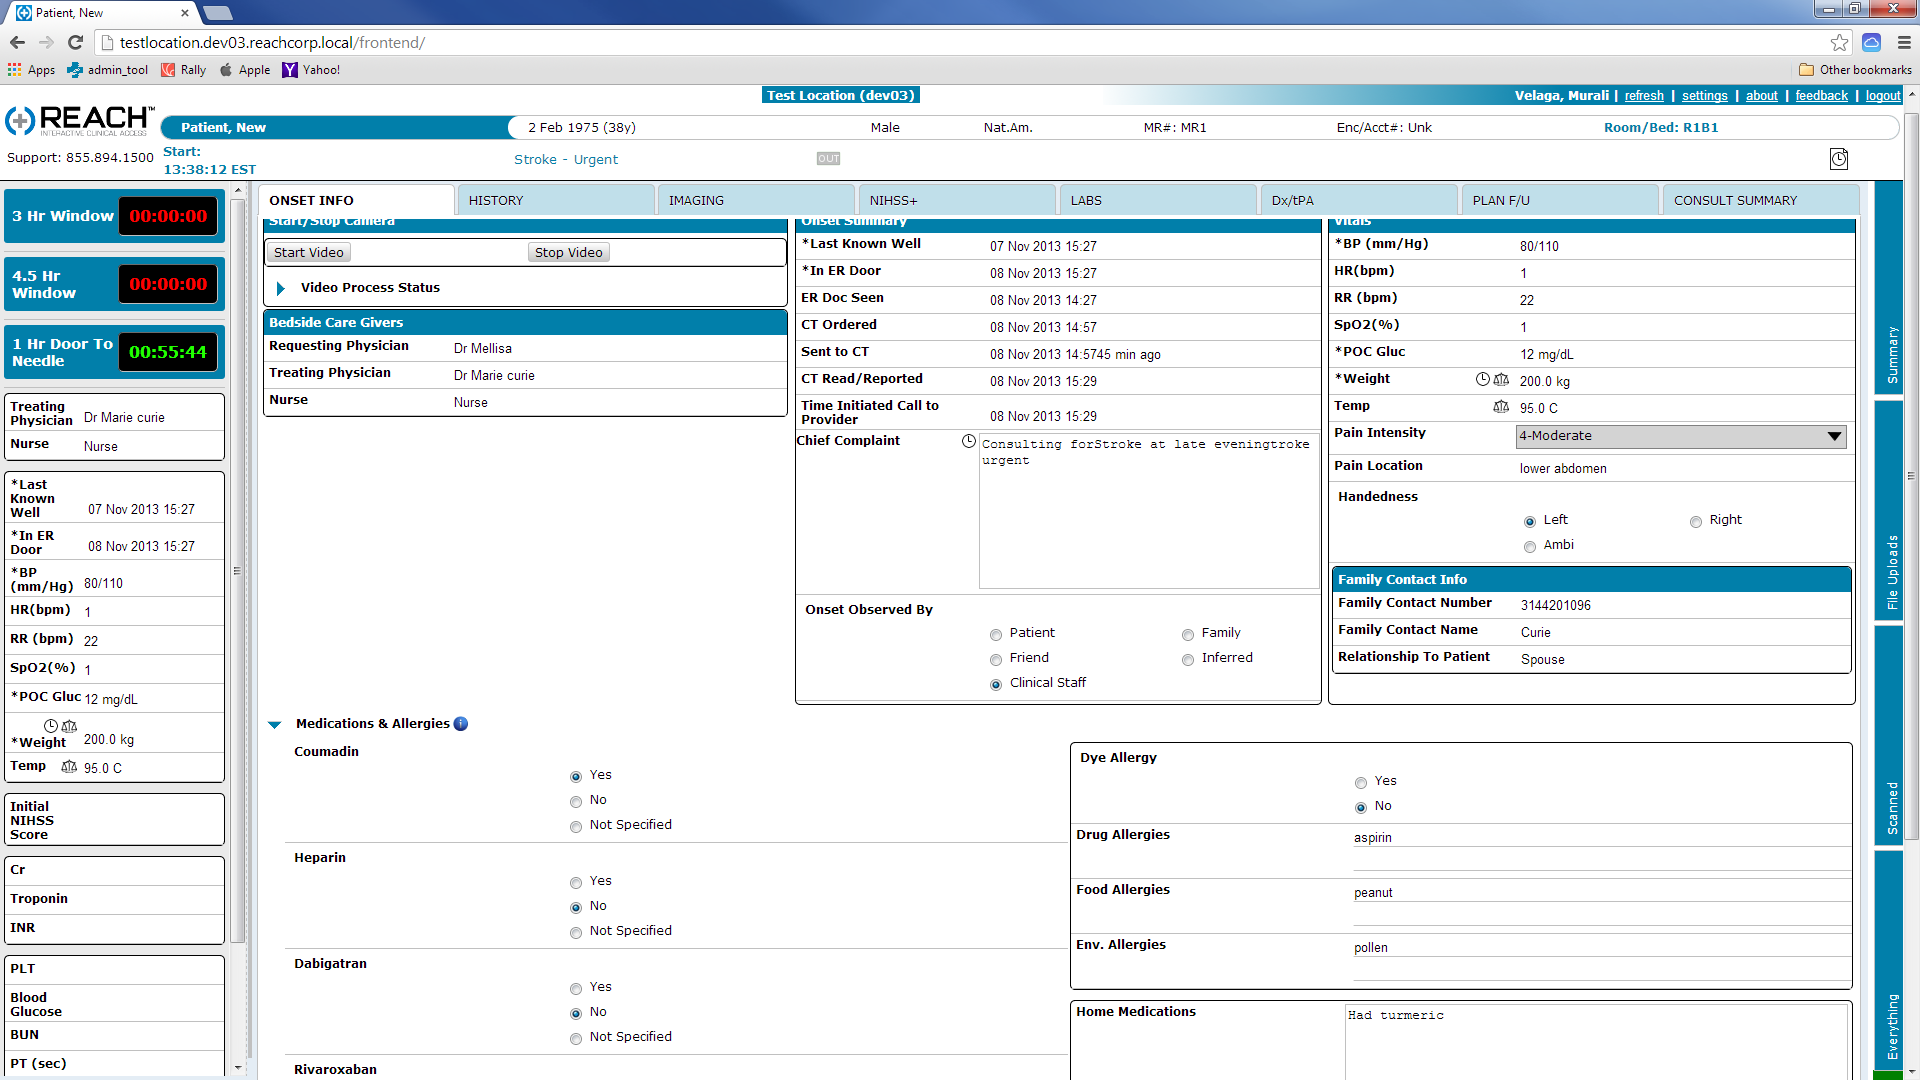 Patient, New
testlocation.dev03.reachcorp.local/frontend/
Apps admin_tool Rally Apple Yahoo! Other bookmarks
Test Location (dev03)
Velaga, Murali | refresh | settings | about | feedback | logout
REACH™
INTERACTIVE CLINICAL ACCESS
Patient, New 2 Feb 1975 (38y) Male Nat.Am. MR#: MR1 Enc/Acct#: Unk Room/Bed: R1B1
Support: 855.894.1500
Start:
13:38:12 EST
Stroke - Urgent
OUT
3 Hr Window 00:00:00
4.5 Hr
Window
00:00:00
1 Hr Door To
Needle
00:55:44
Treating
Physician
Dr Marie curie
Nurse Nurse
*Last
Known
Well
07 Nov 2013 15:27
*In ER
Door
08 Nov 2013 15:27
*BP
(mm/Hg)
80/110
HR(bpm) 1
RR (bpm) 22
SpO2(%) 1
*POC Gluc 12 mg/dL
*Weight 200.0 kg
Temp 95.0 C
Initial
NIHSS
Score
Cr
Troponin
INR
PLT
Blood
Glucose
BUN
PT (sec)
ONSET INFO HISTORY IMAGING NIHSS+ LABS Dx/tPA PLAN F/U CONSULT SUMMARY
Start/Stop Camera
Start Video Stop Video
Video Process Status
Bedside Care Givers
Requesting Physician Dr Mellisa
Treating Physician Dr Marie curie
Nurse Nurse
Onset Summary
*Last Known Well 07 Nov 2013 15:27
*In ER Door 08 Nov 2013 15:27
ER Doc Seen 08 Nov 2013 14:27
CT Ordered 08 Nov 2013 14:57
Sent to CT 08 Nov 2013 14:5745 min ago
CT Read/Reported 08 Nov 2013 15:29
Time Initiated Call to
Provider
08 Nov 2013 15:29
Chief Complaint
Consulting forStroke at late eveningtroke
urgent
Onset Observed By
Patient Family
Friend Inferred
Clinical Staff
Vitals
*BP (mm/Hg) 80/110
HR(bpm) 1
RR (bpm) 22
SpO2(%) 1
*POC Gluc 12 mg/dL
*Weight 200.0 kg
Temp 95.0 C
Pain Intensity 4-Moderate
Pain Location lower abdomen
Handedness
Left Right
Ambi
Family Contact Info
Family Contact Number 3144201096
Family Contact Name Curie
Relationship To Patient Spouse
Medications & Allergies
Coumadin
Yes
No
Not Specified
Heparin
Yes
No
Not Specified
Dabigatran
Yes
No
Not Specified
Rivaroxaban
Dye Allergy
Yes
No
Drug Allergies aspirin
Food Allergies peanut
Env. Allergies pollen
Home Medications Had turmeric
Summary
File Uploads
Scanned
Everything